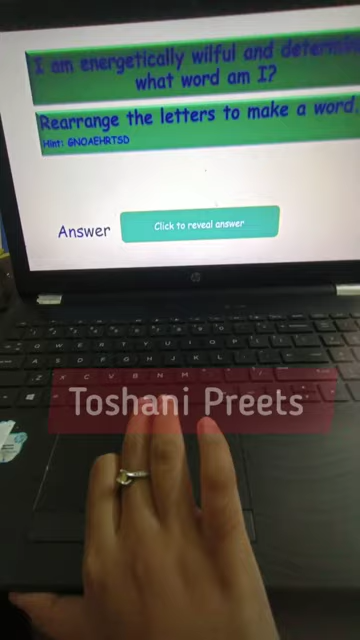 I am energetically wilful and determin
what word am I?
Rearrange the letters to make a word.
Hint: GNOAEHRTSD
Answer
Click to reveal answer
hp
Toshani Preets